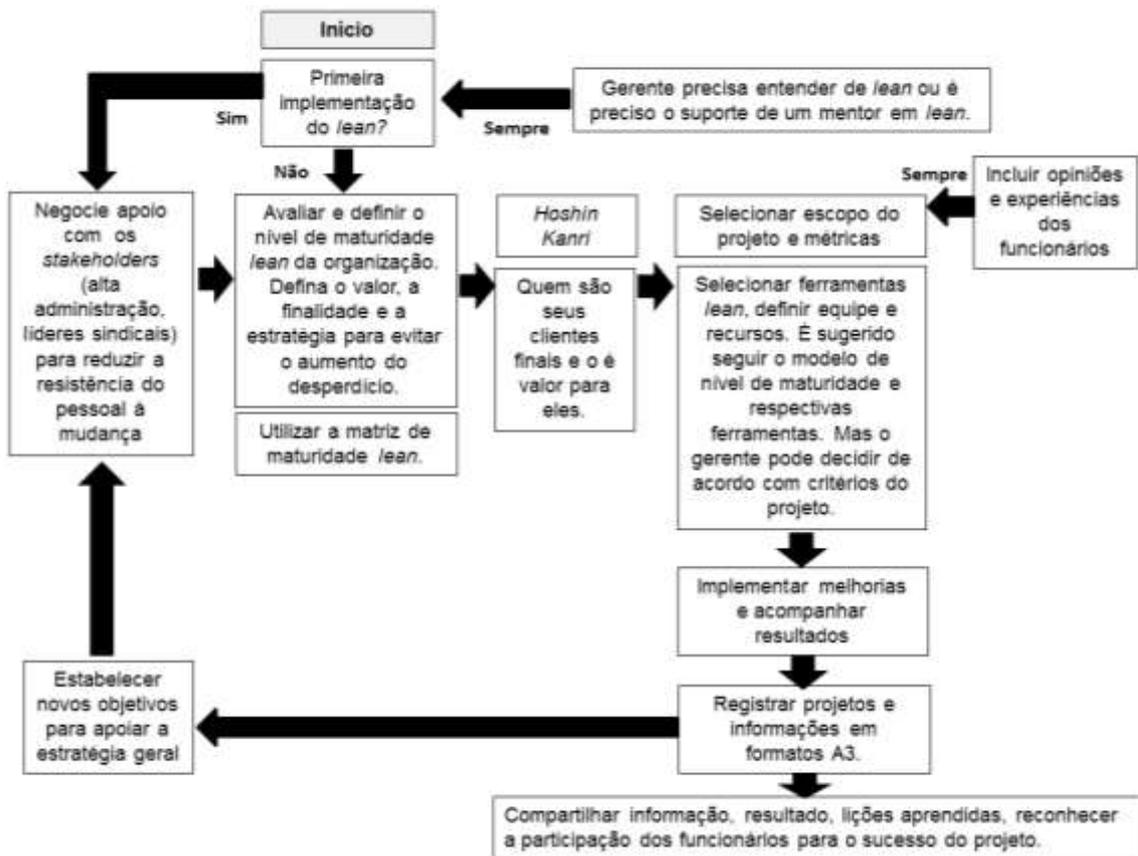 Inicio
Primeira
implementação
do lean?
Gerente precisa entender de lean ou é
preciso o suporte de um mentor em lean.
Sim
Sempre
Não
Sempre
Incluir opiniões
e experiências
dos
funcionários
Negocie apoio
com os
stakeholders
(alta
administração,
líderes sindicais)
para reduzir a
resistência do
pessoal à
mudança
Avaliar e definir o
nível de maturidade
lean da organização.
Defina o valor, a
finalidade e a
estratégia para evitar
o aumento do
desperdício.
Utilizar a matriz de
maturidade lean.
Hoshin
Kanri
Quem são
seus
clientes
finais e o é
valor para
eles.
Selecionar escopo do
projeto e métricas
Selecionar ferramentas
lean, definir equipe e
recursos. É sugerido
seguir o modelo de
nível de maturidade e
respectivas
ferramentas. Mas o
gerente pode decidir de
acordo com critérios do
projeto.
Implementar melhorias
e acompanhar
resultados
Registrar projetos e
informações em
formatos A3.
Estabelecer
novos objetivos
para apoiar a
estratégia geral
Compartilhar informação, resultado, lições aprendidas, reconhecer
a participação dos funcionários para o sucesso do projeto.